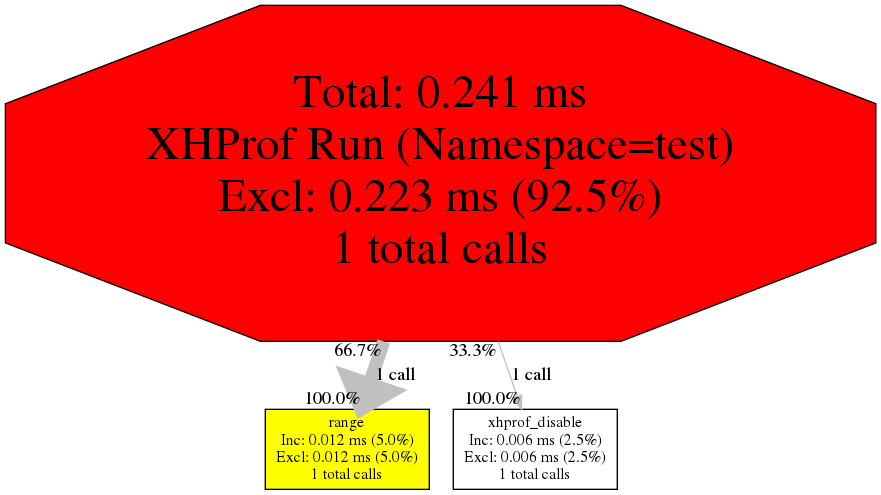 Total: 0.241 ms
XHProf Run (Namespace=test)
Excl: 0.223 ms (92.5%)
1 total calls
66.7%
33.3%
1 call
1 call
100.0%
100.0%
range
Inc: 0.012 ms (5.0%)
Excl: 0.012 ms (5.0%)
1 total calls
xhprof_disable
Inc: 0.006 ms (2.5%)
Excl: 0.006 ms (2.5%)
1 total calls